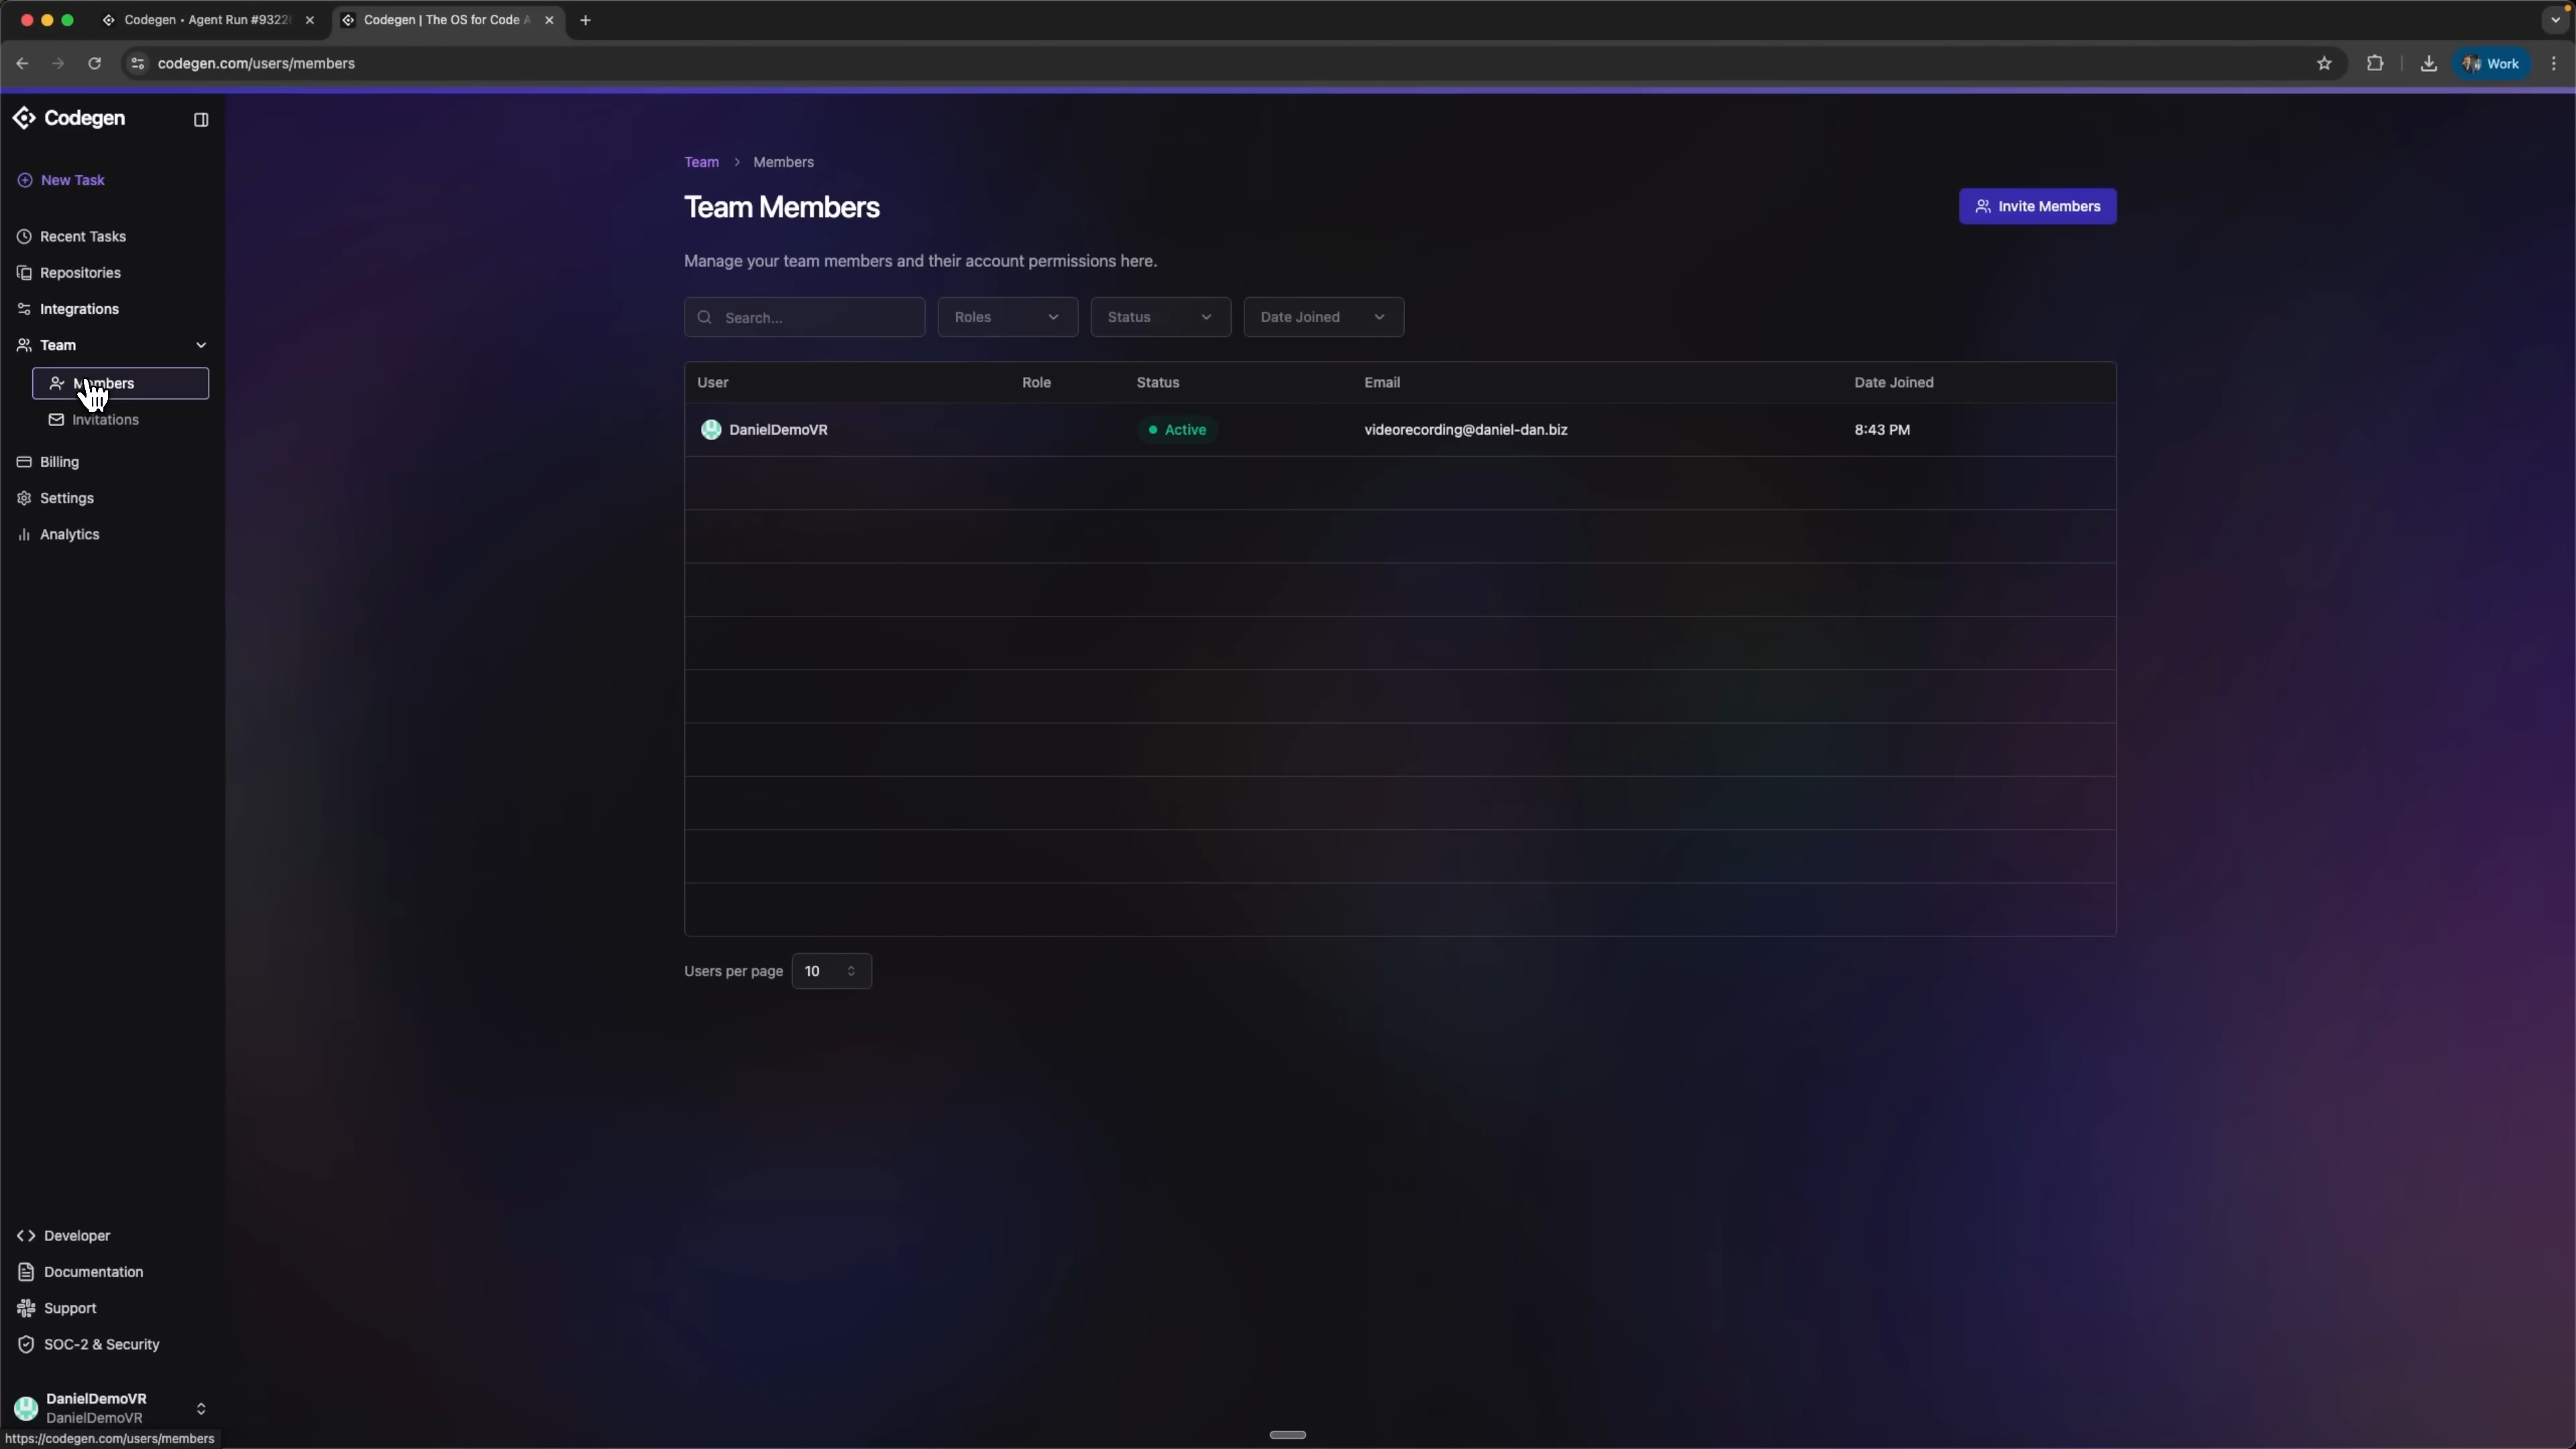 Codegen • Agent Run #9322
Codegen | The OS for Code A
codegen.com/users/members
Work
Codegen
New Task
Recent Tasks
Repositories
Integrations
Team
Members
Invitations
Billing
Settings
Analytics
Team > Members
Team Members
Invite Members
Manage your team members and their account permissions here.
Search...
Roles
Status
Date Joined
User Role Status Email Date Joined
DanielDemoVR Active videorecording@daniel-dan.biz 8:43 PM
Users per page 10
Developer
Documentation
Support
SOC-2 & Security
DanielDemoVR
DanielDemoVR
https://codegen.com/users/members